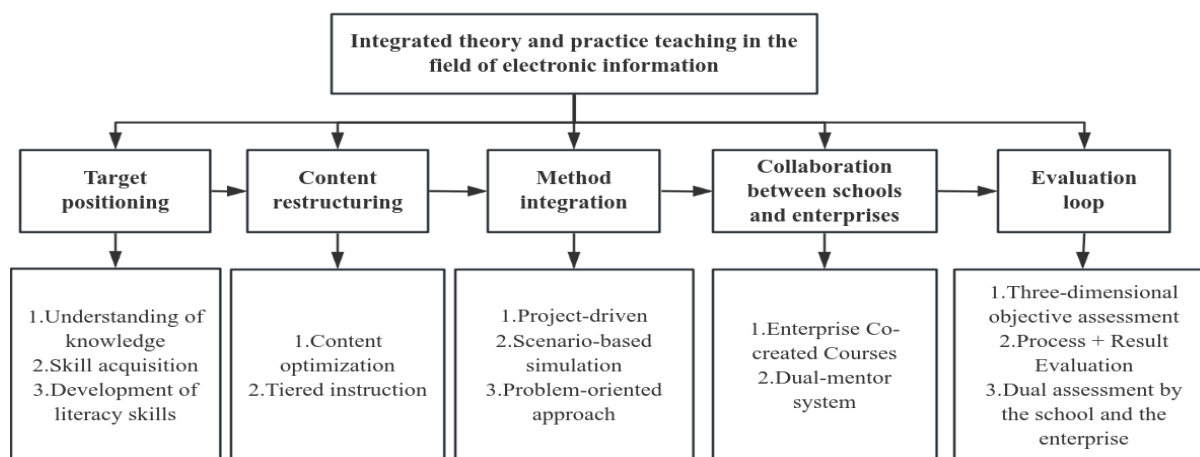 Integrated theory and practice teaching in the
field of electronic information
Target
positioning
Content
restructuring
Method
integration
Collaboration
between schools
and enterprises
Evaluation
loop
1.Understanding of
knowledge
2.Skill acquisition
3.Development of
literacy skills
1.Content
optimization
2.Tiered instruction
1.Project-driven
2.Scenario-based
simulation
3.Problem-oriented
approach
1.Enterprise Co-
created Courses
2.Dual-mentor
system
1.Three-dimensional
objective assessment
2.Process + Result
Evaluation
3.Dual assessment by
the school and the
enterprise